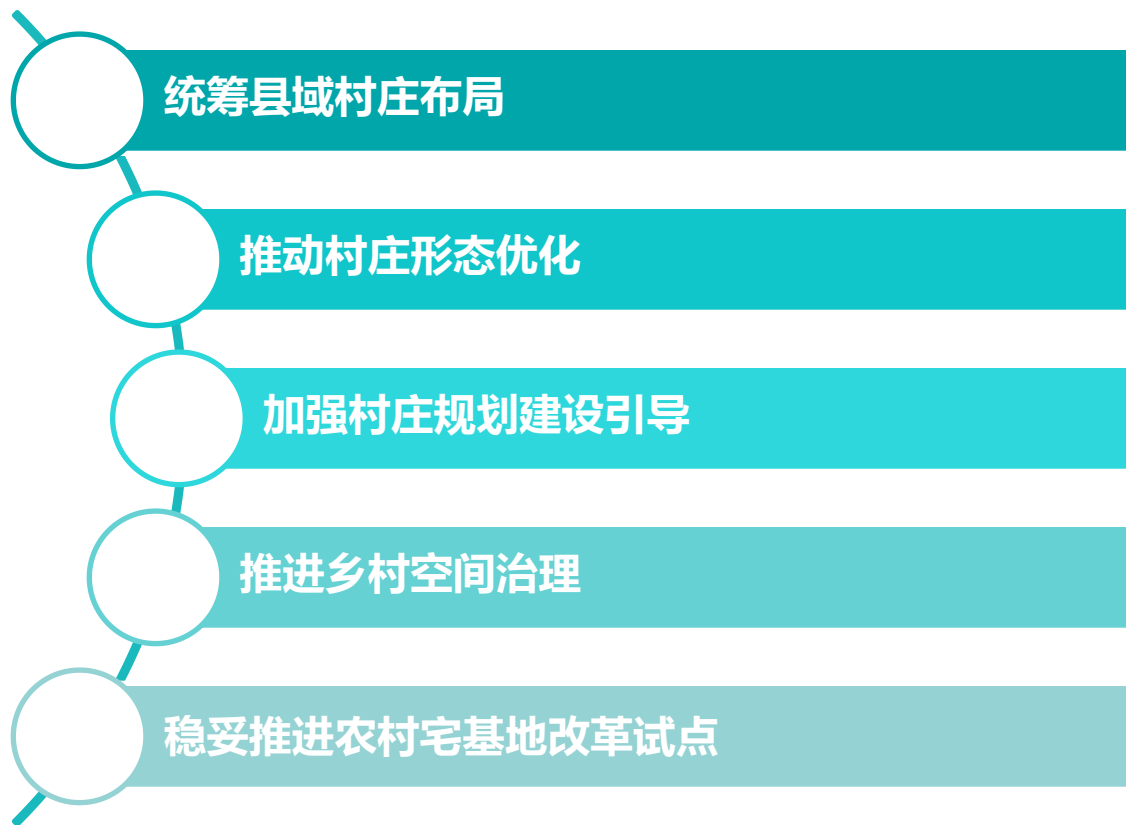 统筹县域村庄布局
推动村庄形态优化
加强村庄规划建设引导
推进乡村空间治理
稳妥推进农村宅基地改革试点